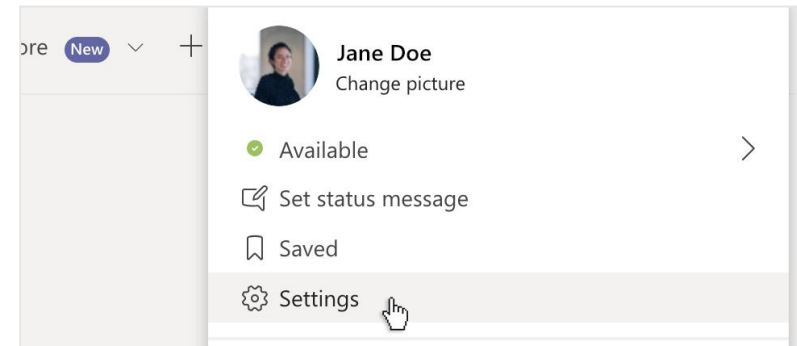 ore New
Jane Doe
Change picture
Available
Set status message
Saved
Settings